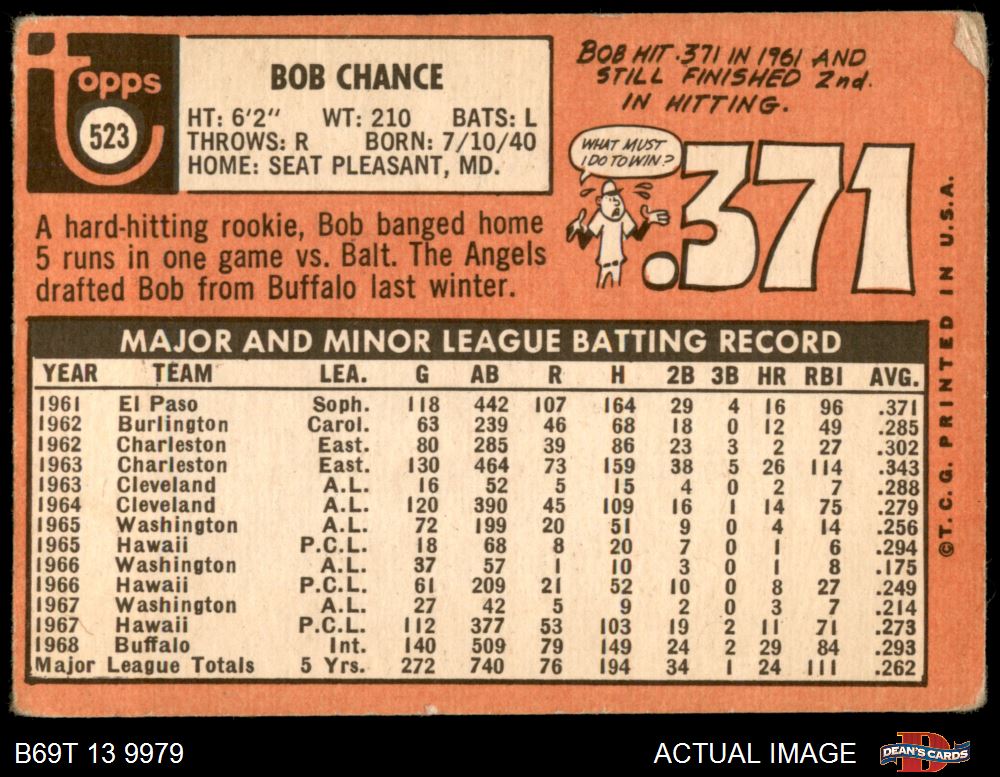 Topps
523
BOB CHANCE
HT: 6'2" WT: 210 BATS: L
THROWS: R BORN: 7/10/40
HOME: SEAT PLEASANT, MD.
BOB HIT .371 IN 1961 AND
STILL FINISHED 2nd.
IN HITTING.
WHAT MUST
I DO TO WIN?
.371
A hard-hitting rookie, Bob banged home
5 runs in one game vs. Balt. The Angels
drafted Bob from Buffalo last winter.
MAJOR AND MINOR LEAGUE BATTING RECORD
YEAR TEAM LEA. G AB R H 2B 3B HR RBI AVG.
1961 El Paso Soph. 118 442 107 164 29 4 16 96 .371
1962 Burlington Carol. 63 239 46 68 18 0 12 49 .285
1962 Charleston East. 80 285 39 86 23 3 2 27 .302
1963 Charleston East. 130 464 73 159 38 5 26 114 .343
1963 Cleveland A.L. 16 52 5 15 4 0 2 7 .288
1964 Cleveland A.L. 120 390 45 109 16 1 14 75 .279
1965 Washington A.L. 72 199 20 51 9 0 4 14 .256
1965 Hawaii P.C.L. 18 68 8 20 7 0 1 6 .294
1966 Washington A.L. 37 57 1 10 3 0 1 8 .175
1966 Hawaii P.C.L. 61 209 21 52 10 0 8 27 .249
1967 Washington A.L. 27 42 5 9 2 0 3 7 .214
1967 Hawaii P.C.L. 112 377 53 103 19 2 11 71 .273
1968 Buffalo Int. 140 509 79 149 24 2 29 84 .293
Major League Totals 5 Yrs. 272 740 76 194 34 1 24 111 .262
©T.C.G. PRINTED IN U.S.A.
B69T 13 9979
ACTUAL IMAGE
DEAN'S CARDS